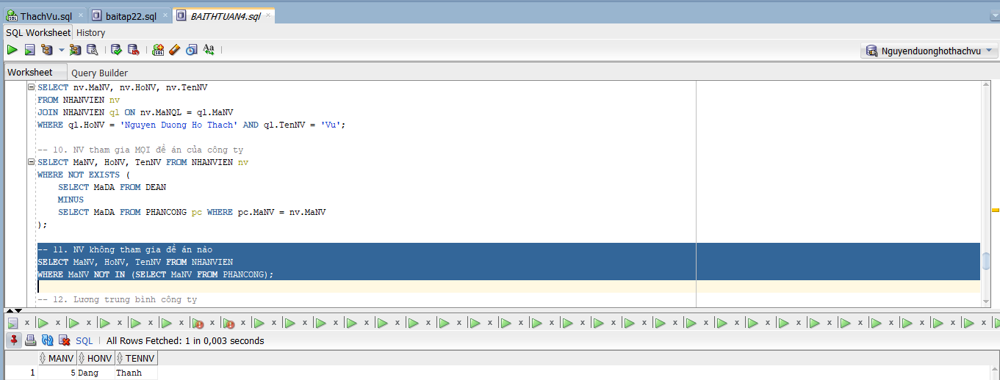 ThachVu.sql × baitap22.sql × BAITHTUAN4.sql ×
SQL Worksheet History
Nguyenduonghothachvu
Worksheet Query Builder
SELECT nv.MaNV, nv.HoNV, nv.TenNV
FROM NHANVIEN nv
JOIN NHANVIEN ql ON nv.MaNQL = ql.MaNV
WHERE ql.HoNV = 'Nguyen Duong Ho Thach' AND ql.TenNV = 'Vu';
-- 10. NV tham gia MỌI đề án của công ty
SELECT MaNV, HoNV, TenNV FROM NHANVIEN nv
WHERE NOT EXISTS (
SELECT MaDA FROM DEAN
MINUS
SELECT MaDA FROM PHANCONG pc WHERE pc.MaNV = nv.MaNV
);
-- 11. NV không tham gia đề án nào
SELECT MaNV, HoNV, TenNV FROM NHANVIEN
WHERE MaNV NOT IN (SELECT MaNV FROM PHANCONG);
-- 12. Lương trung bình công ty
SQL | All Rows Fetched: 1 in 0,003 seconds
MANV HONV TENNV
1 5 Dang Thanh